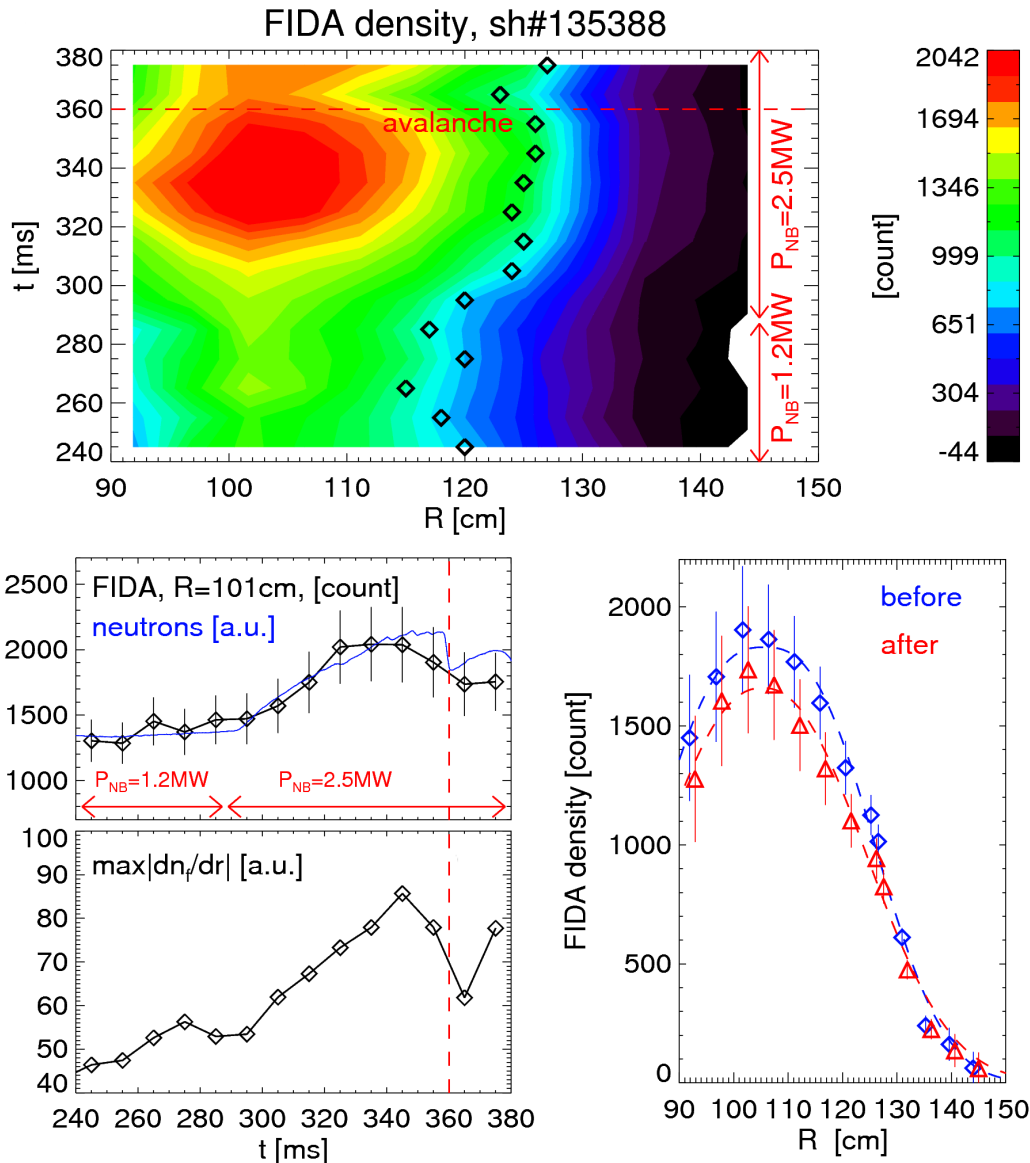 FIDA density, sh#135388
380
360
340
320
300
280
260
240
t [ms]
avalanche
P_NB=2.5MW
P_NB=1.2MW
90 100 110 120 130 140 150
R [cm]
2042
1694
1346
999
651
304
-44
[count]
2500
2000
1500
1000
FIDA, R=101cm, [count]
neutrons [a.u.]
P_NB=1.2MW
P_NB=2.5MW
100
90
80
70
60
50
40
max|dn_f/dr| [a.u.]
240 260 280 300 320 340 360 380
t [ms]
2000
1500
1000
500
0
FIDA density [count]
before
after
90 100 110 120 130 140 150
R [cm]